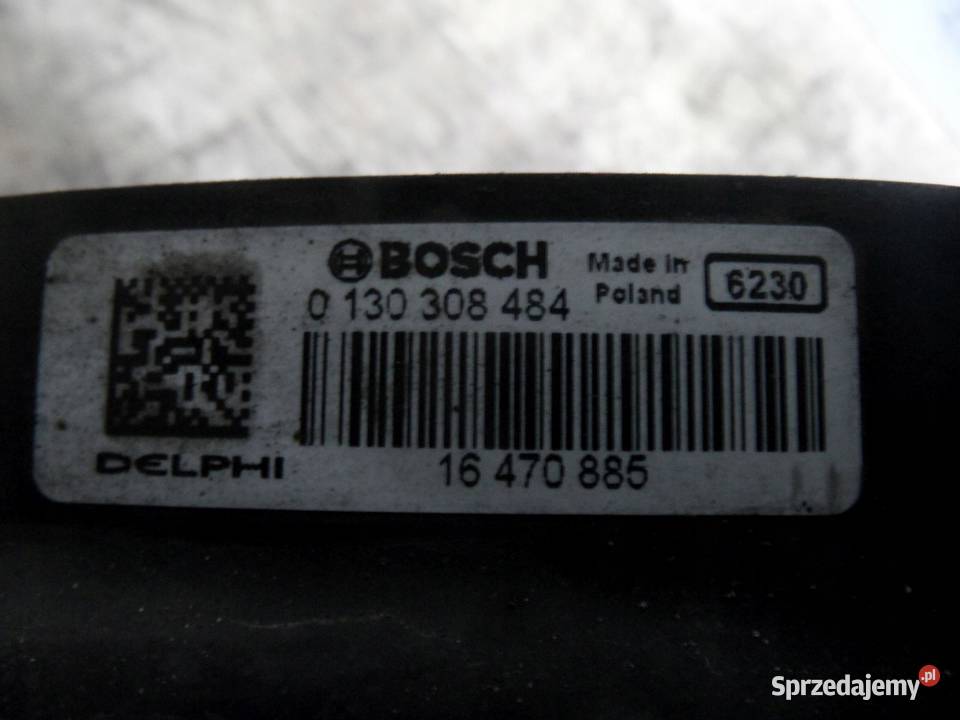 BOSCH
0 130 308 484
Made in
Poland
6230
DELPHI
16 470 885
Sprzedajemy.pl